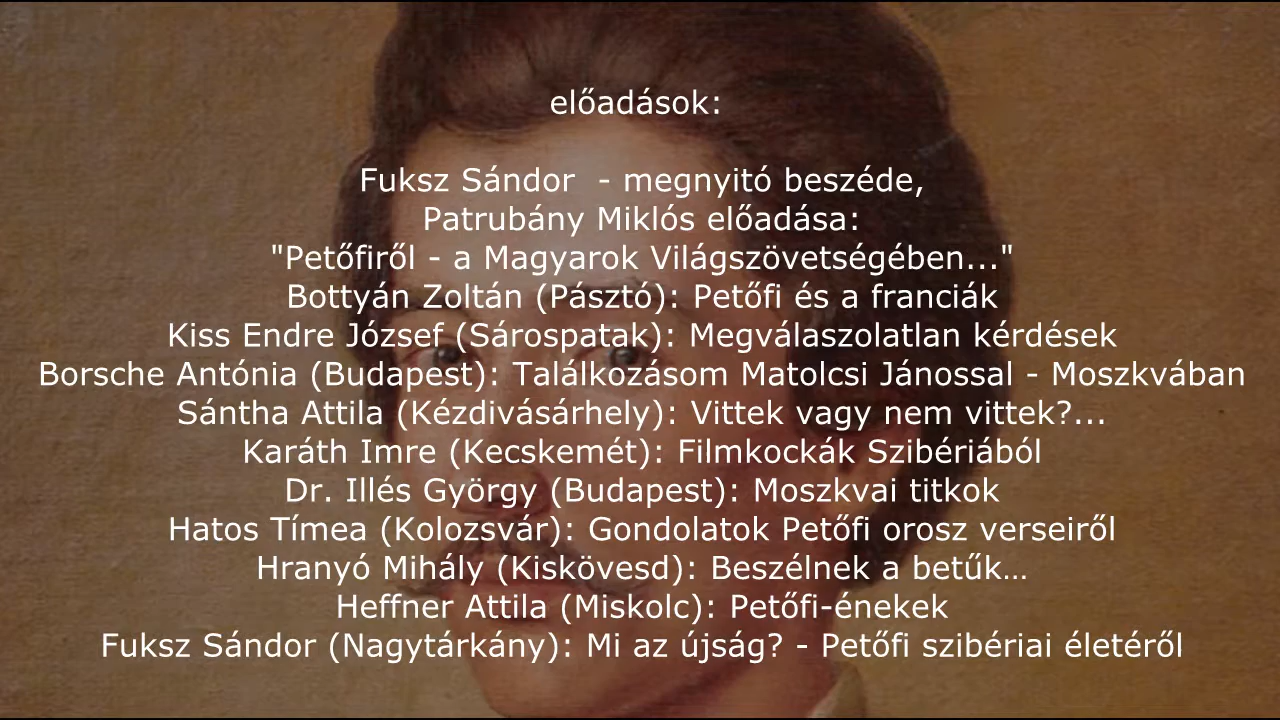 előadások:
Fuksz Sándor  - megnyitó beszéde,
Patrubány Miklós előadása:
"Petőfiről - a Magyarok Világszövetségében..."
Bottyán Zoltán (Pásztó): Petőfi és a franciák
Kiss Endre József (Sárospatak): Megválaszolatlan kérdések
Borsche Antónia (Budapest): Találkozásom Matolcsi Jánossal - Moszkvában
Sántha Attila (Kézdivásárhely): Vittek vagy nem vittek?...
Karáth Imre (Kecskemét): Filmkockák Szibériából
Dr. Illés György (Budapest): Moszkvai titkok
Hatos Tímea (Kolozsvár): Gondolatok Petőfi orosz verseiről
Hranyó Mihály (Kiskövesd): Beszélnek a betűk…
Heffner Attila (Miskolc): Petőfi-énekek
Fuksz Sándor (Nagytárkány): Mi az újság? - Petőfi szibériai életéről